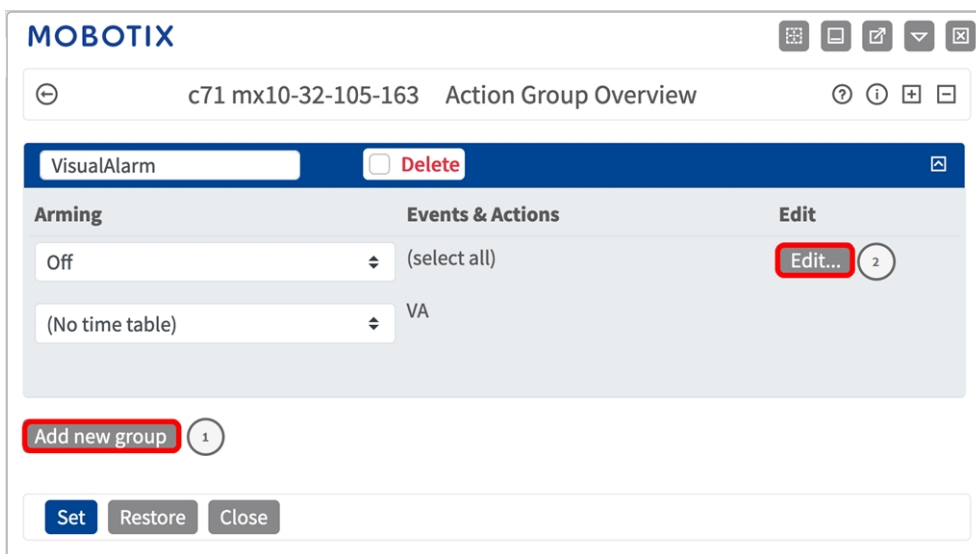 MOBOTIX
c71 mx10-32-105-163 Action Group Overview
VisualAlarm Delete
Arming Events & Actions Edit
Off (select all) Edit... 2
(No time table) VA
Add new group 1
Set Restore Close